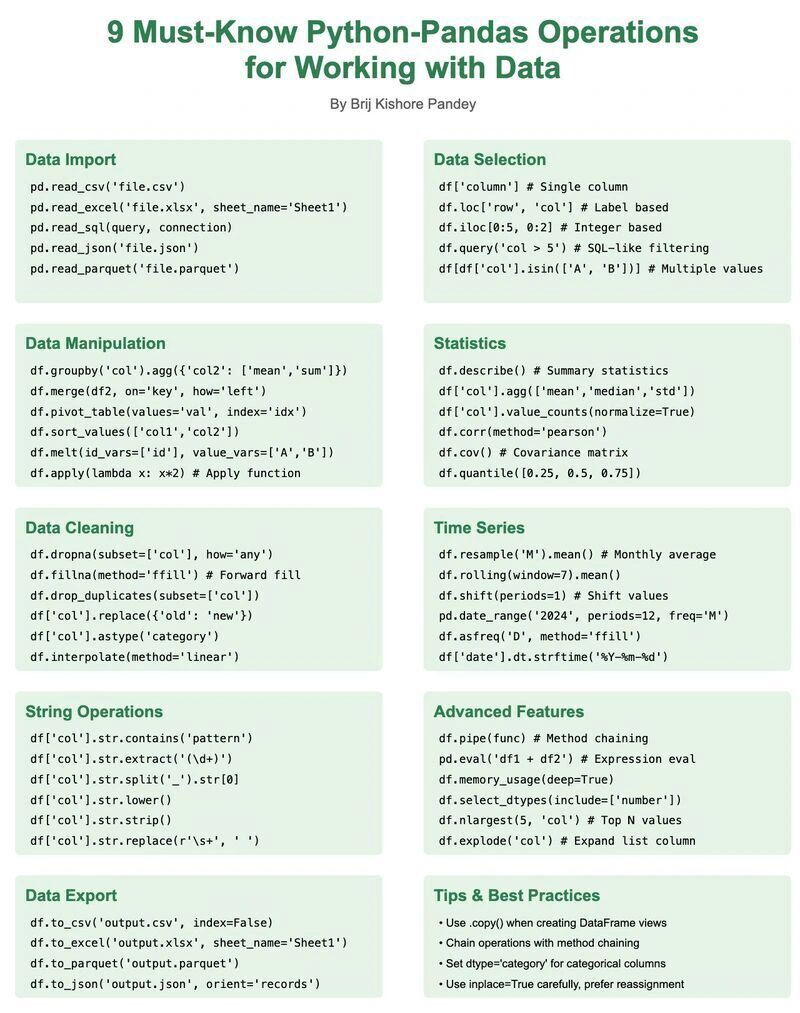 9 Must-Know Python-Pandas Operations
for Working with Data
By Brij Kishore Pandey
Data Import
pd.read_csv('file.csv')
pd.read_excel('file.xlsx', sheet_name='Sheet1')
pd.read_sql(query, connection)
pd.read_json('file.json')
pd.read_parquet('file.parquet')
Data Selection
df['column'] # Single column
df.loc['row', 'col'] # Label based
df.iloc[0:5, 0:2] # Integer based
df.query('col > 5') # SQL-like filtering
df[df['col'].isin(['A', 'B'])] # Multiple values
Data Manipulation
df.groupby('col').agg({'col2': ['mean','sum']})
df.merge(df2, on='key', how='left')
df.pivot_table(values='val', index='idx')
df.sort_values(['col1','col2'])
df.melt(id_vars=['id'], value_vars=['A','B'])
df.apply(lambda x: x*2) # Apply function
Statistics
df.describe() # Summary statistics
df['col'].agg(['mean','median','std'])
df['col'].value_counts(normalize=True)
df.corr(method='pearson')
df.cov() # Covariance matrix
df.quantile([0.25, 0.5, 0.75])
Data Cleaning
df.dropna(subset=['col'], how='any')
df.fillna(method='ffill') # Forward fill
df.drop_duplicates(subset=['col'])
df['col'].replace({'old': 'new'})
df['col'].astype('category')
df.interpolate(method='linear')
Time Series
df.resample('M').mean() # Monthly average
df.rolling(window=7).mean()
df.shift(periods=1) # Shift values
pd.date_range('2024', periods=12, freq='M')
df.asfreq('D', method='ffill')
df['date'].dt.strftime('%Y-%m-%d')
String Operations
df['col'].str.contains('pattern')
df['col'].str.extract('(\d+)')
df['col'].str.split('_').str[0]
df['col'].str.lower()
df['col'].str.strip()
df['col'].str.replace(r'\s+', ' ')
Advanced Features
df.pipe(func) # Method chaining
pd.eval('df1 + df2') # Expression eval
df.memory_usage(deep=True)
df.select_dtypes(include=['number'])
df.nlargest(5, 'col') # Top N values
df.explode('col') # Expand list column
Data Export
df.to_csv('output.csv', index=False)
df.to_excel('output.xlsx', sheet_name='Sheet1')
df.to_parquet('output.parquet')
df.to_json('output.json', orient='records')
Tips & Best Practices
• Use .copy() when creating DataFrame views
• Chain operations with method chaining
• Set dtype='category' for categorical columns
• Use inplace=True carefully, prefer reassignment